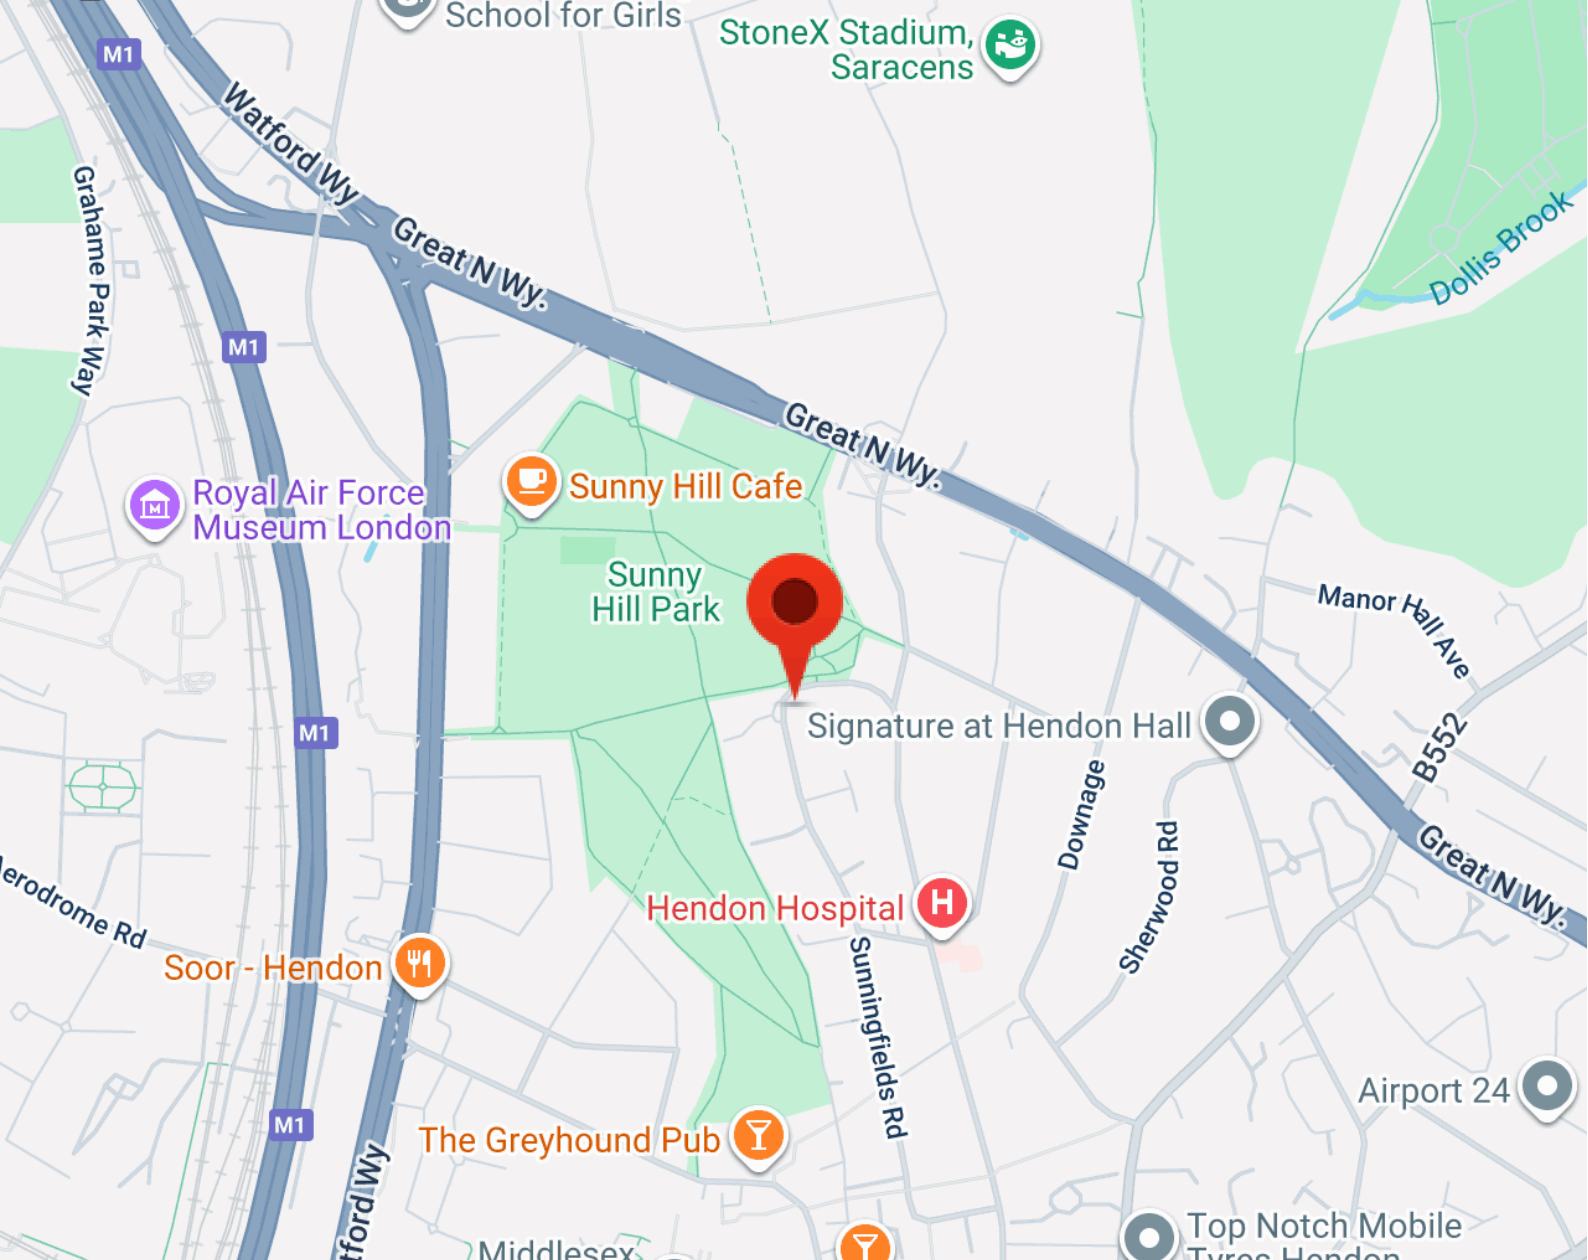 School for Girls
StoneX Stadium,
Saracens
M1
Watford Wy
Grahame Park Way
Great N Wy.
Dollis Brook
M1
Great N Wy.
Royal Air Force
Museum London
Sunny Hill Cafe
Sunny
Hill Park
Manor Hall Ave
M1
Signature at Hendon Hall
B552
Downage
Sherwood Rd
Great N Wy.
Aerodrome Rd
Hendon Hospital
H
Soor - Hendon
Sunningfields Rd
Airport 24
M1
The Greyhound Pub
tford Wy
Top Notch Mobile
Tyres Hendon
Middlesex